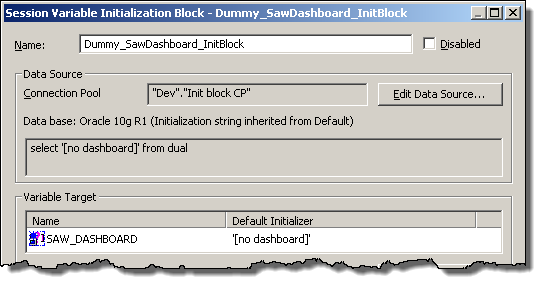 Session Variable Initialization Block - Dummy_SawDashboard_InitBlock
Name: Dummy_SawDashboard_InitBlock Disabled
Data Source
Connection Pool "Dev"."Init block CP" Edit Data Source...
Data base: Oracle 10g R1 (Initialization string inherited from Default)
select '[no dashboard]' from dual
Variable Target
Name Default Initializer
SAW_DASHBOARD '[no dashboard]'